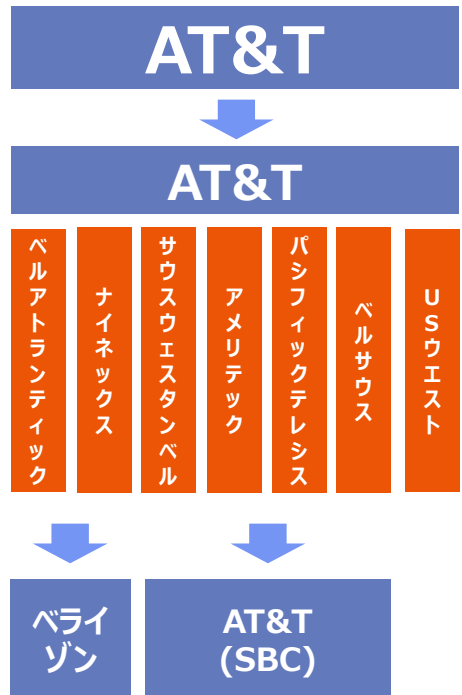 AT&T
AT&T
ベルアトランティック
ナイネックス
サウスウェスタンベル
アメリテック
パシフィックテレシス
ベルサウス
USウエスト
ベライ
ゾン
AT&T
(SBC)